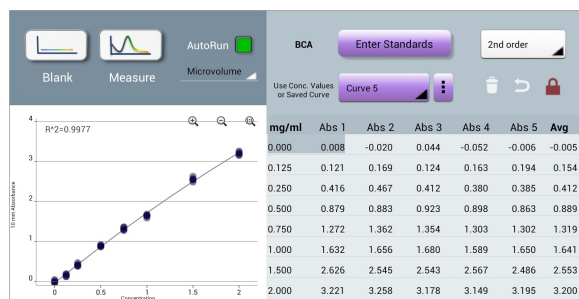 Blank
Measure
AutoRun
Microvolume
BCA
Enter Standards
2nd order
Use Conc. Values
or Saved Curve
Curve 5
R^2=0.9977
4
3
2
1
0
10 mm Absorbance
0 0.5 1 1.5 2
Concentration
mg/ml Abs 1 Abs 2 Abs 3 Abs 4 Abs 5 Avg
0.000 0.008 -0.020 0.044 -0.052 -0.006 -0.005
0.125 0.121 0.169 0.124 0.163 0.194 0.154
0.250 0.416 0.467 0.412 0.380 0.385 0.412
0.500 0.879 0.883 0.923 0.898 0.863 0.889
0.750 1.272 1.362 1.354 1.303 1.302 1.319
1.000 1.632 1.656 1.680 1.589 1.650 1.641
1.500 2.626 2.545 2.543 2.567 2.486 2.553
2.000 3.221 3.258 3.178 3.149 3.195 3.200